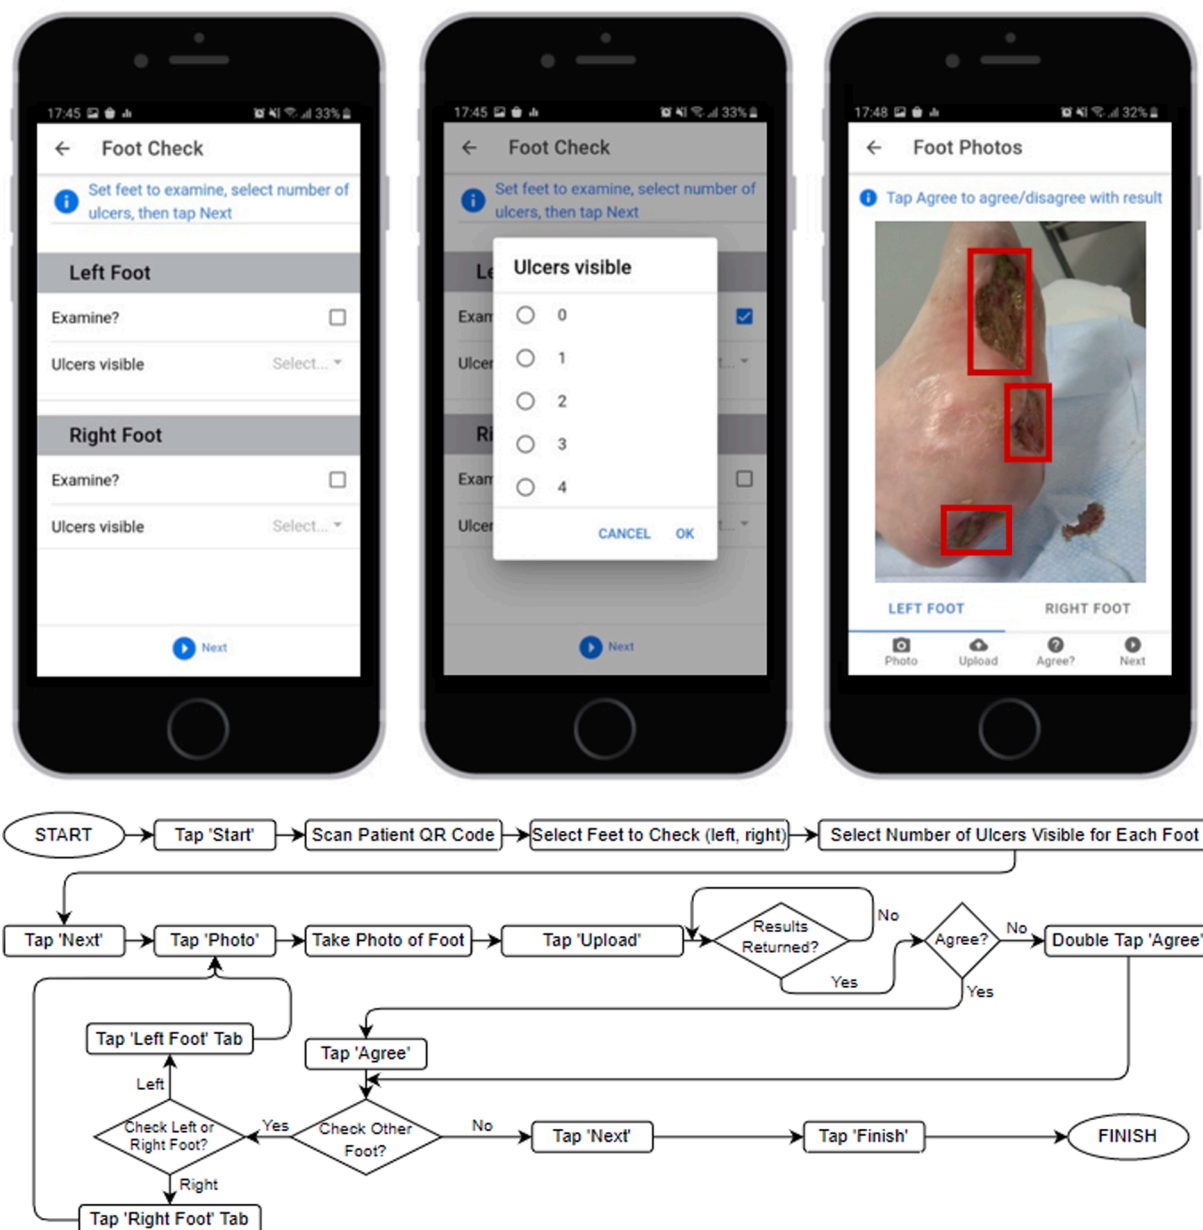 17:45
33%
Foot Check
Set feet to examine, select number of
ulcers, then tap Next
Left Foot
Examine?
Ulcers visible Select...
Right Foot
Examine?
Ulcers visible Select...
Next
17:45
33%
Foot Check
Set feet to examine, select number of
ulcers, then tap Next
Le
Exam
Ulcer t...
Ri
Exam
Ulcer t...
Ulcers visible
0
1
2
3
4
CANCEL OK
Next
17:48
32%
Foot Photos
Tap Agree to agree/disagree with result
LEFT FOOT RIGHT FOOT
Photo Upload Agree? Next
START
Tap 'Start'
Scan Patient QR Code
Select Feet to Check (left, right)
Select Number of Ulcers Visible for Each Foot
Tap 'Next'
Tap 'Photo'
Take Photo of Foot
Tap 'Upload'
Results
Returned?
No
Yes
Agree?
No
Yes
Double Tap 'Agree'
Tap 'Left Foot' Tab
Tap 'Agree'
Left
Check Left or
Right Foot?
Yes
Check Other
Foot?
No
Tap 'Next'
Tap 'Finish'
FINISH
Right
Tap 'Right Foot' Tab